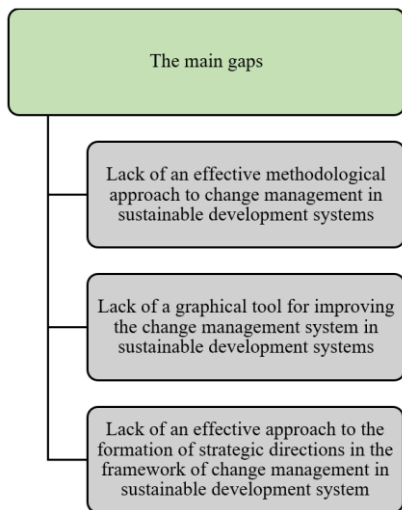 The main gaps
Lack of an effective methodological
approach to change management in
sustainable development systems
Lack of a graphical tool for improving
the change management system in
sustainable development systems
Lack of an effective approach to the
formation of strategic directions in the
framework of change management in
sustainable development system